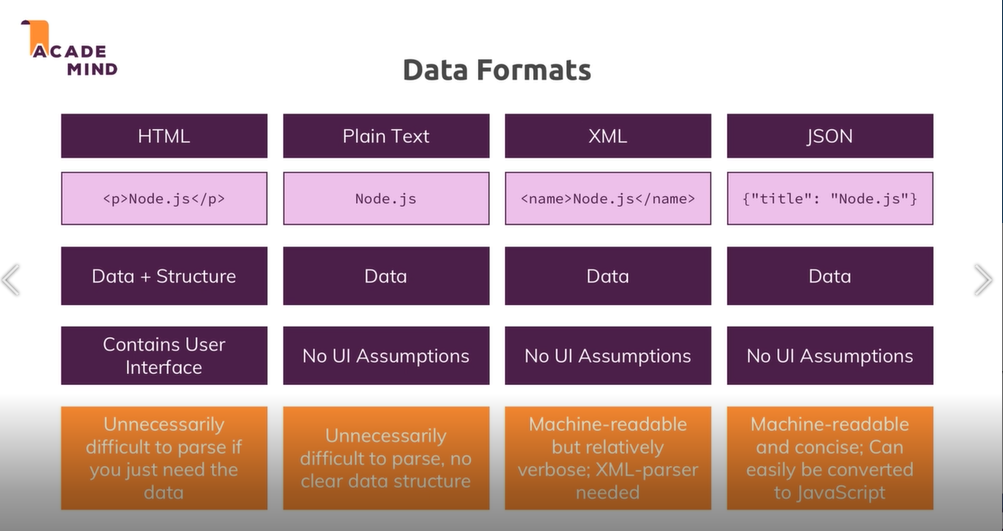 ACADE
MIND
Data Formats
HTML
Plain Text
XML
JSON
<p>Node.js</p>
Node.js
<name>Node.js</name>
{"title": "Node.js"}
Data + Structure
Data
Data
Data
Contains User
Interface
No UI Assumptions
No UI Assumptions
No UI Assumptions
Unnecessarily
difficult to parse if
you just need the
data
Unnecessarily
difficult to parse, no
clear data structure
Machine-readable
but relatively
verbose; XML-parser
needed
Machine-readable
and concise; Can
easily be converted
to JavaScript